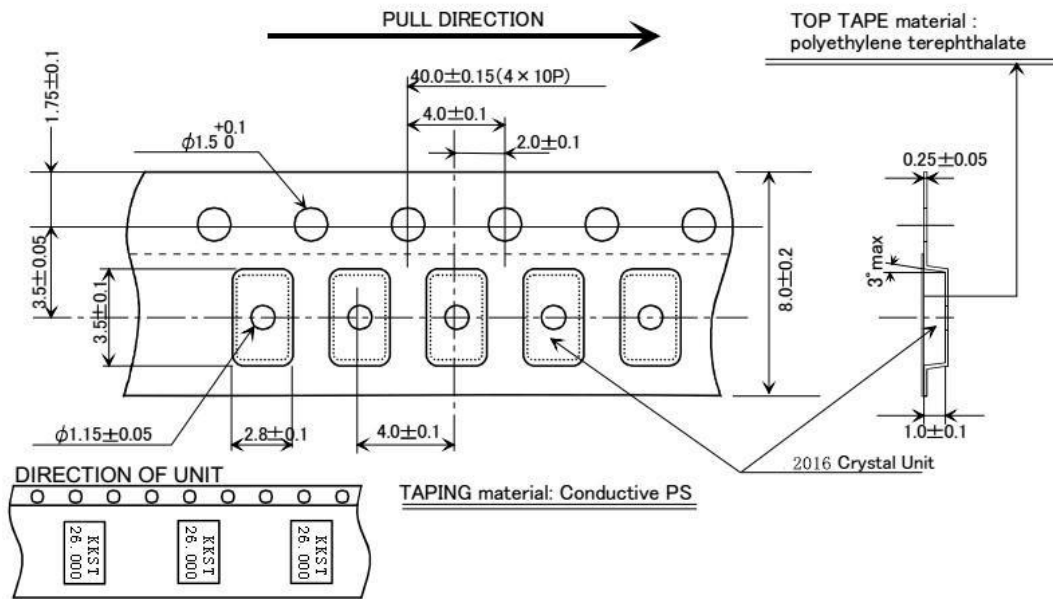 PULL DIRECTION
TOP TAPE material :
polyethylene terephthalate
1.75±0.1
40.0±0.15(4×10P)
4.0±0.1
+0.1
φ1.5 0
2.0±0.1
0.25±0.05
3.5±0.05
3.5±0.1
8.0±0.2
3°max
φ1.15±0.05
2.8±0.1
4.0±0.1
1.0±0.1
2016 Crystal Unit
DIRECTION OF UNIT
TAPING material: Conductive PS
KKST
26.000
KKST
26.000
KKST
26.000